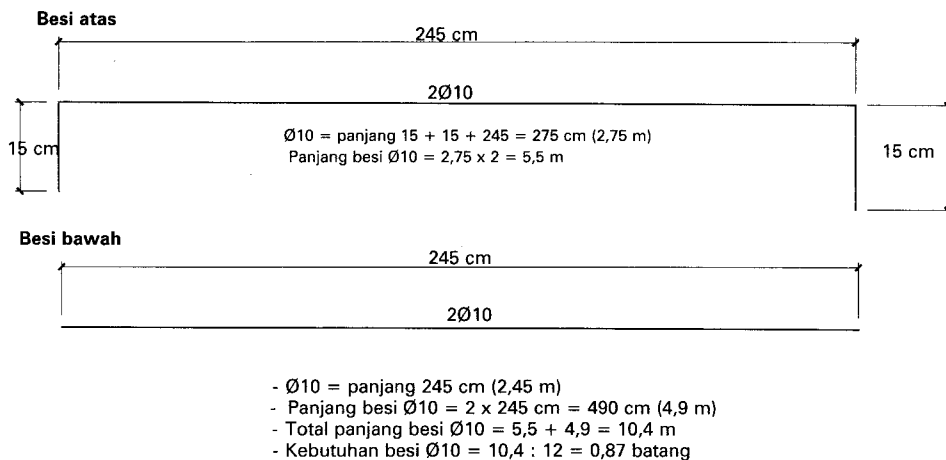 Besi atas
245 cm
2Ø10
15 cm
Ø10 = panjang 15 + 15 + 245 = 275 cm (2,75 m)
Panjang besi Ø10 = 2,75 x 2 = 5,5 m
15 cm
Besi bawah
245 cm
2Ø10
- Ø10 = panjang 245 cm (2,45 m)
- Panjang besi Ø10 = 2 x 245 cm = 490 cm (4,9 m)
- Total panjang besi Ø10 = 5,5 + 4,9 = 10,4 m
- Kebutuhan besi Ø10 = 10,4 : 12 = 0,87 batang